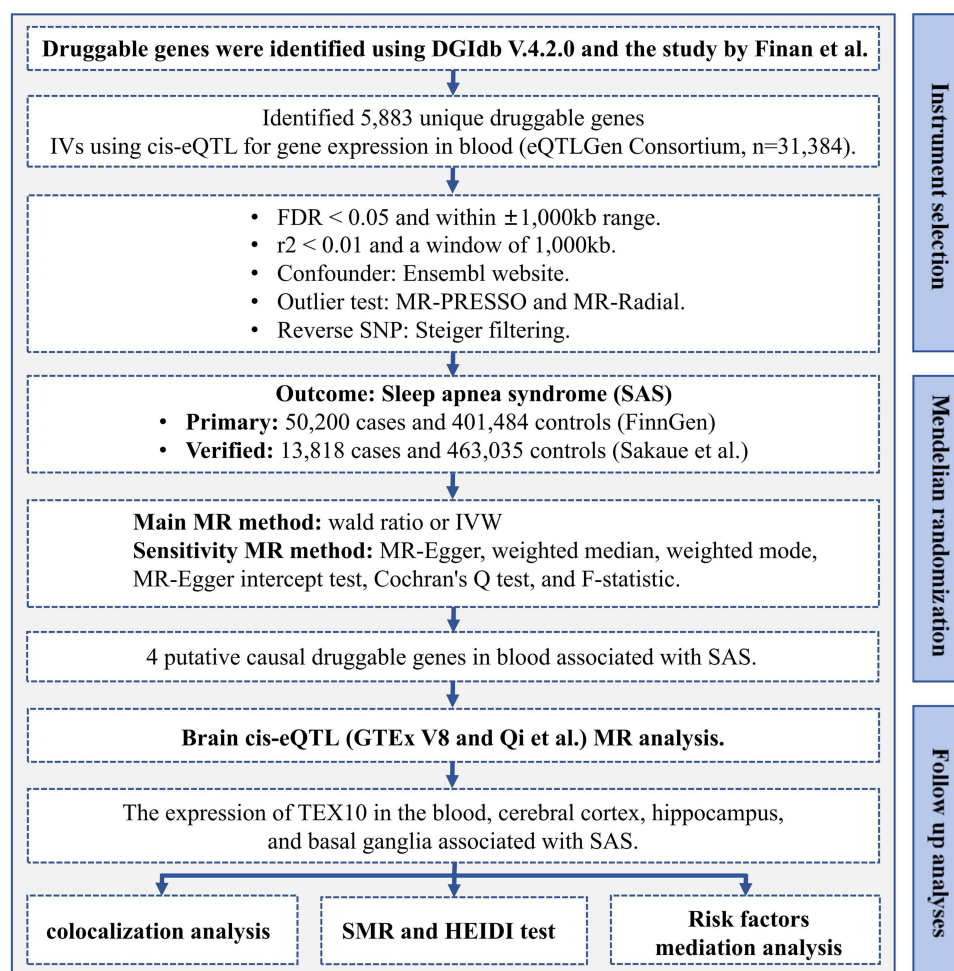 Druggable genes were identified using DGIdb V.4.2.0 and the study by Finan et al.
Identified 5,883 unique druggable genes
IVs using cis-eQTL for gene expression in blood (eQTLGen Consortium, n=31,384).
• FDR < 0.05 and within ±1,000kb range.
• r2 < 0.01 and a window of 1,000kb.
• Confounder: Ensembl website.
• Outlier test: MR-PRESSO and MR-Radial.
• Reverse SNP: Steiger filtering.
Instrument selection
Outcome: Sleep apnea syndrome (SAS)
• Primary: 50,200 cases and 401,484 controls (FinnGen)
• Verified: 13,818 cases and 463,035 controls (Sakaue et al.)
Main MR method: wald ratio or IVW
Sensitivity MR method: MR-Egger, weighted median, weighted mode,
MR-Egger intercept test, Cochran's Q test, and F-statistic.
4 putative causal druggable genes in blood associated with SAS.
Mendelian randomization
Brain cis-eQTL (GTEx V8 and Qi et al.) MR analysis.
The expression of TEX10 in the blood, cerebral cortex, hippocampus,
and basal ganglia associated with SAS.
colocalization analysis
SMR and HEIDI test
Risk factors
mediation analysis
Follow up analyses